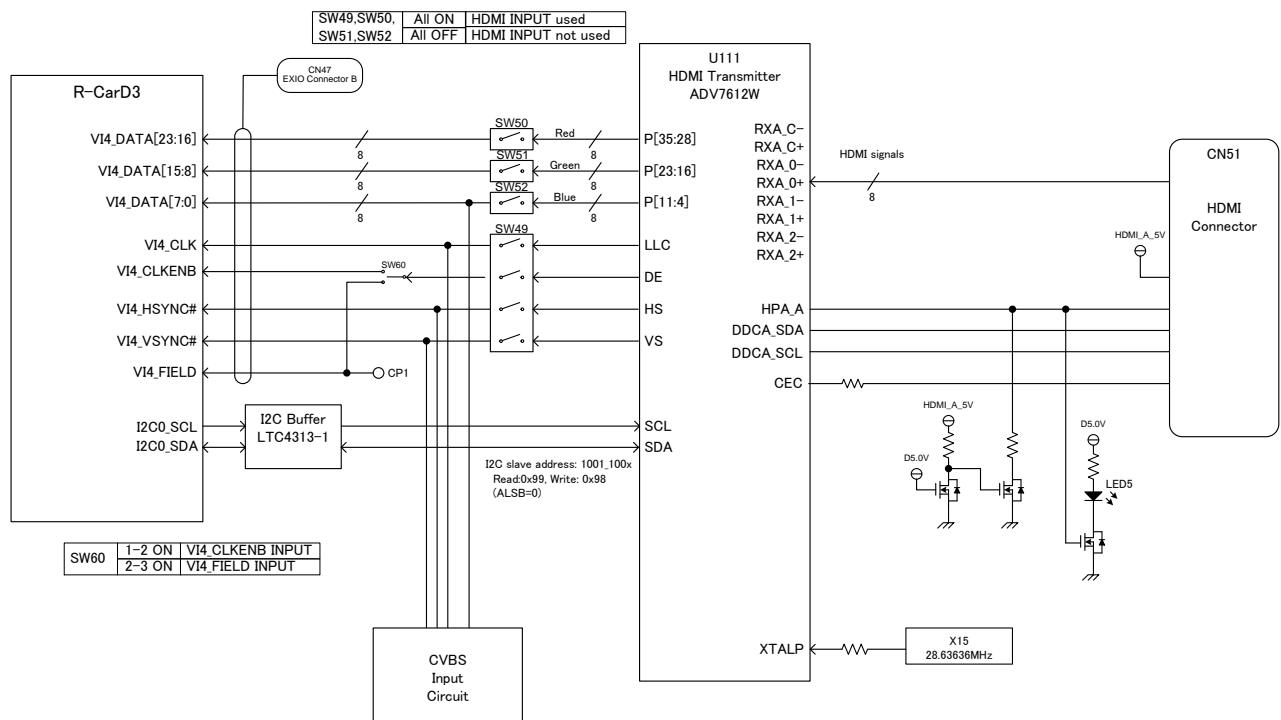 SW49,SW50, All ON HDMI INPUT used
SW51,SW52 All OFF HDMI INPUT not used
CN47
EXIO Connector B
R-CarD3
VI4_DATA[23:16]
VI4_DATA[15:8]
VI4_DATA[7:0]
VI4_CLK
VI4_CLKENB
VI4_HSYNC#
VI4_VSYNC#
VI4_FIELD
I2C0_SCL
I2C0_SDA
8
8
8
SW60
CP1
I2C Buffer
LTC4313-1
SW50
SW51
SW52
SW49
Red
Green
Blue
8
8
8
U111
HDMI Transmitter
ADV7612W
P[35:28]
P[23:16]
P[11:4]
LLC
DE
HS
VS
SCL
SDA
I2C slave address: 1001_100x
Read:0x99, Write: 0x98
(ALSB=0)
RXA_C-
RXA_C+
RXA_0-
RXA_0+
RXA_1-
RXA_1+
RXA_2-
RXA_2+
HPA_A
DDCA_SDA
DDCA_SCL
CEC
XTALP
HDMI signals
8
CN51
HDMI
Connector
HDMI_A_5V
HDMI_A_5V
D5.0V
D5.0V
LED5
X15
28.63636MHz
SW60 1-2 ON VI4_CLKENB INPUT
2-3 ON VI4_FIELD INPUT
CVBS
Input
Circuit